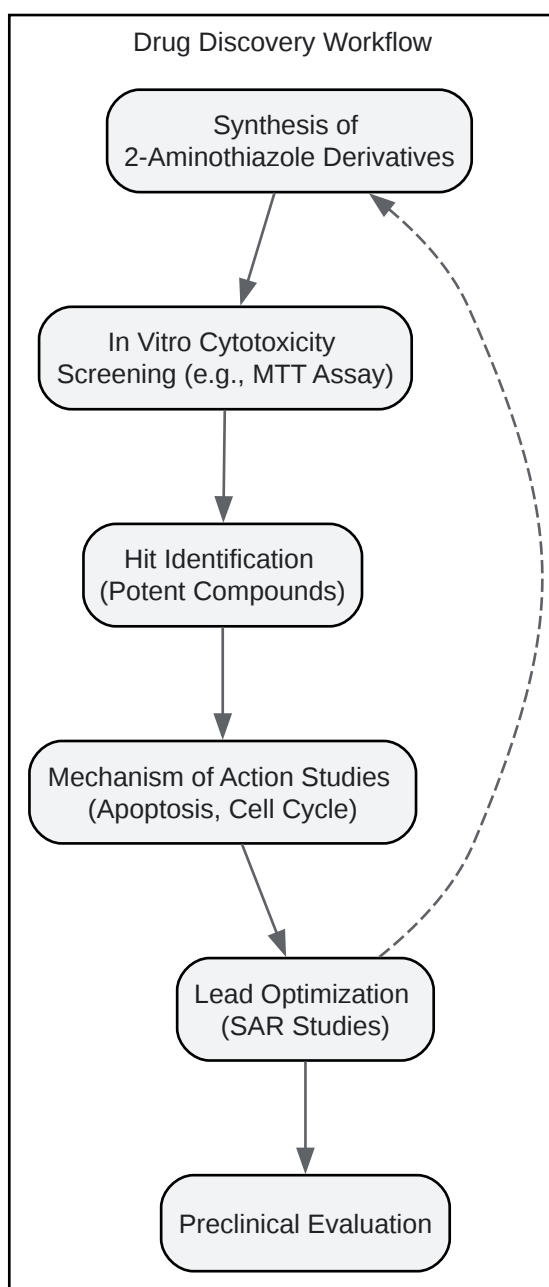 Drug Discovery Workflow
Synthesis of
2-Aminothiazole Derivatives
In Vitro Cytotoxicity
Screening (e.g., MTT Assay)
Hit Identification
(Potent Compounds)
Mechanism of Action Studies
(Apoptosis, Cell Cycle)
Lead Optimization
(SAR Studies)
Preclinical Evaluation